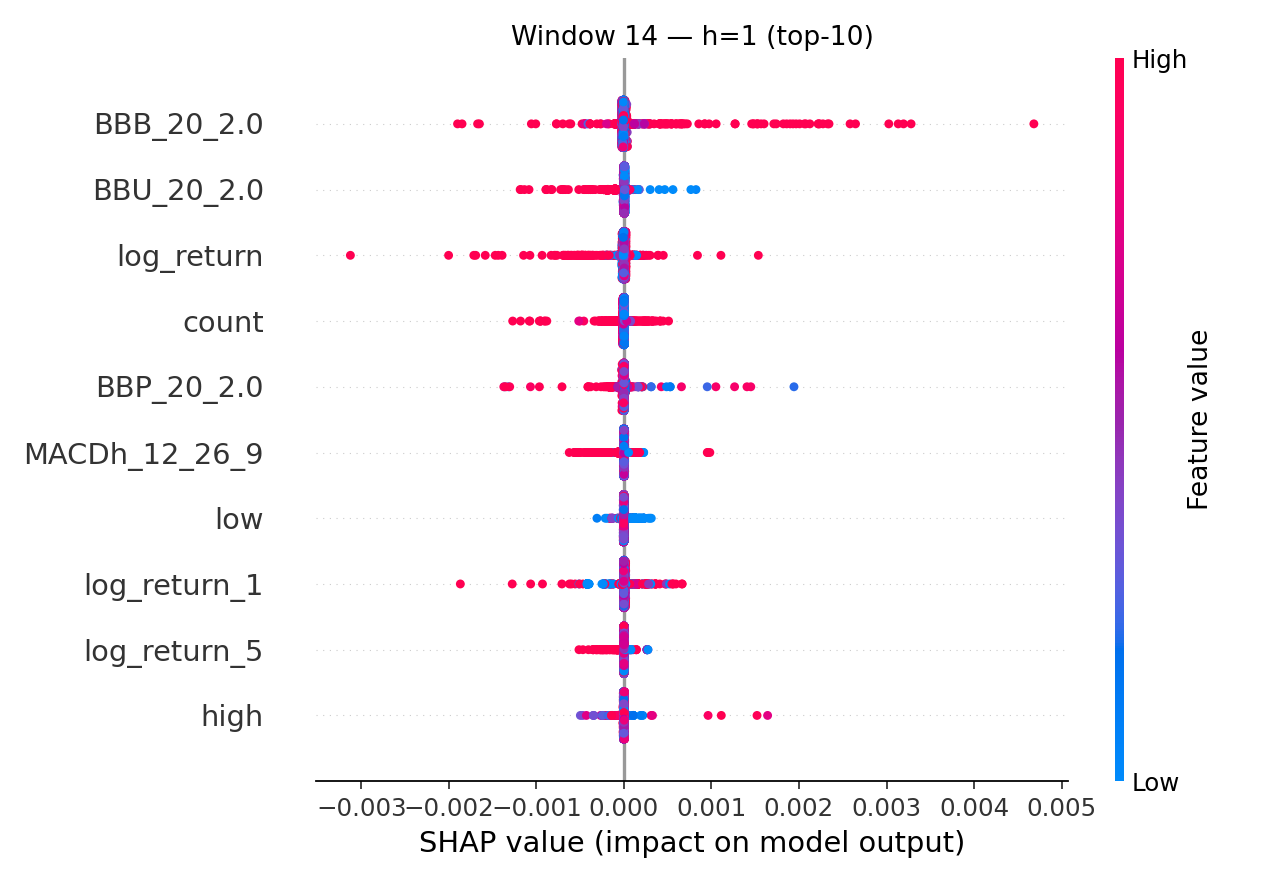 Window 14 — h=1 (top-10)
High
BBB_20_2.0
BBU_20_2.0
log_return
count
BBP_20_2.0
MACDh_12_26_9
low
log_return_1
log_return_5
high
Feature value
Low
−0.003 −0.002 −0.001 0.000 0.001 0.002 0.003 0.004 0.005
SHAP value (impact on model output)